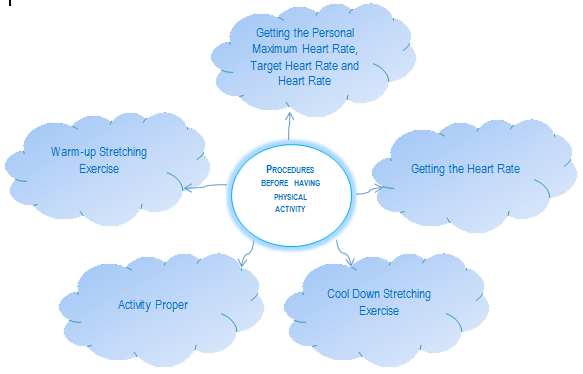 Getting the Personal
Maximum Heart Rate,
Target Heart Rate and
Heart Rate
Warm-up Stretching
Exercise
PROCEDURES
BEFORE HAVING
PHYSICAL
ACTIVITY
Getting the Heart Rate
Activity Proper
Cool Down Stretching
Exercise